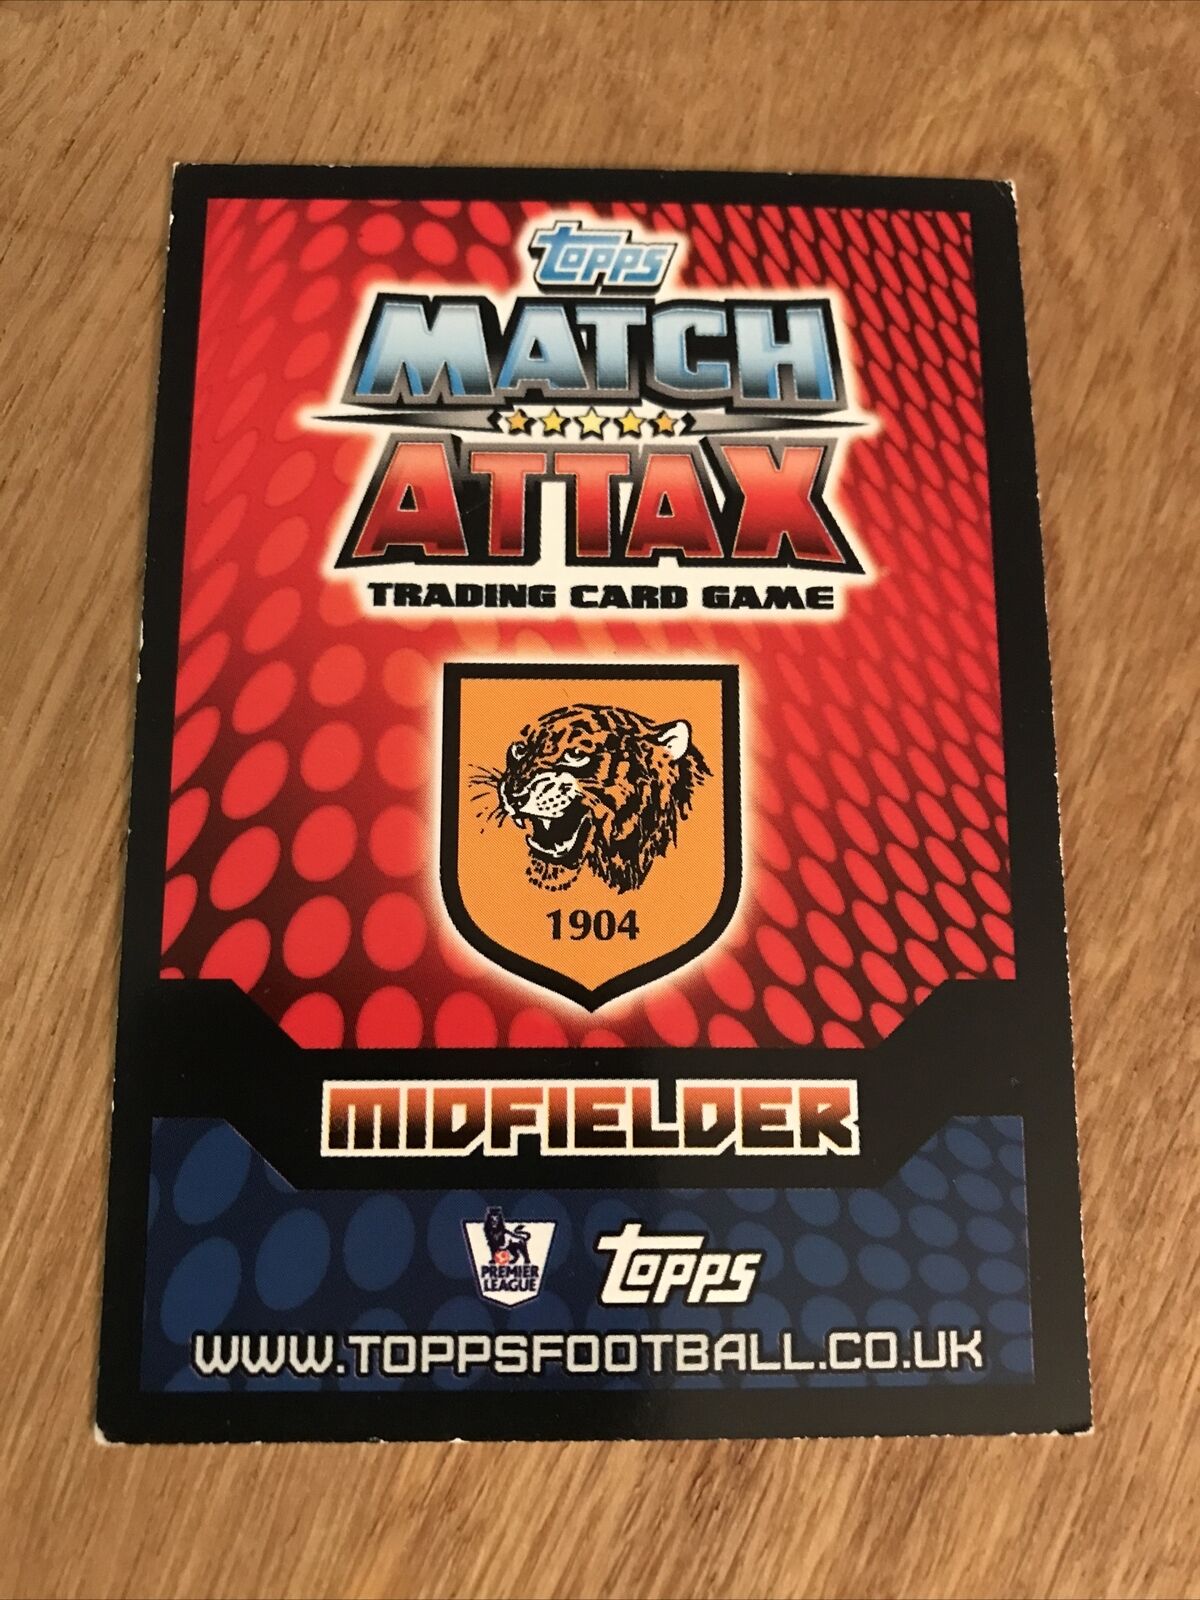 topps
MATCH
ATTAX
TRADING CARD GAME
1904
MIDFIELDER
PREMIER
LEAGUE
topps
WWW.TOPPSFOOTBALL.CO.UK